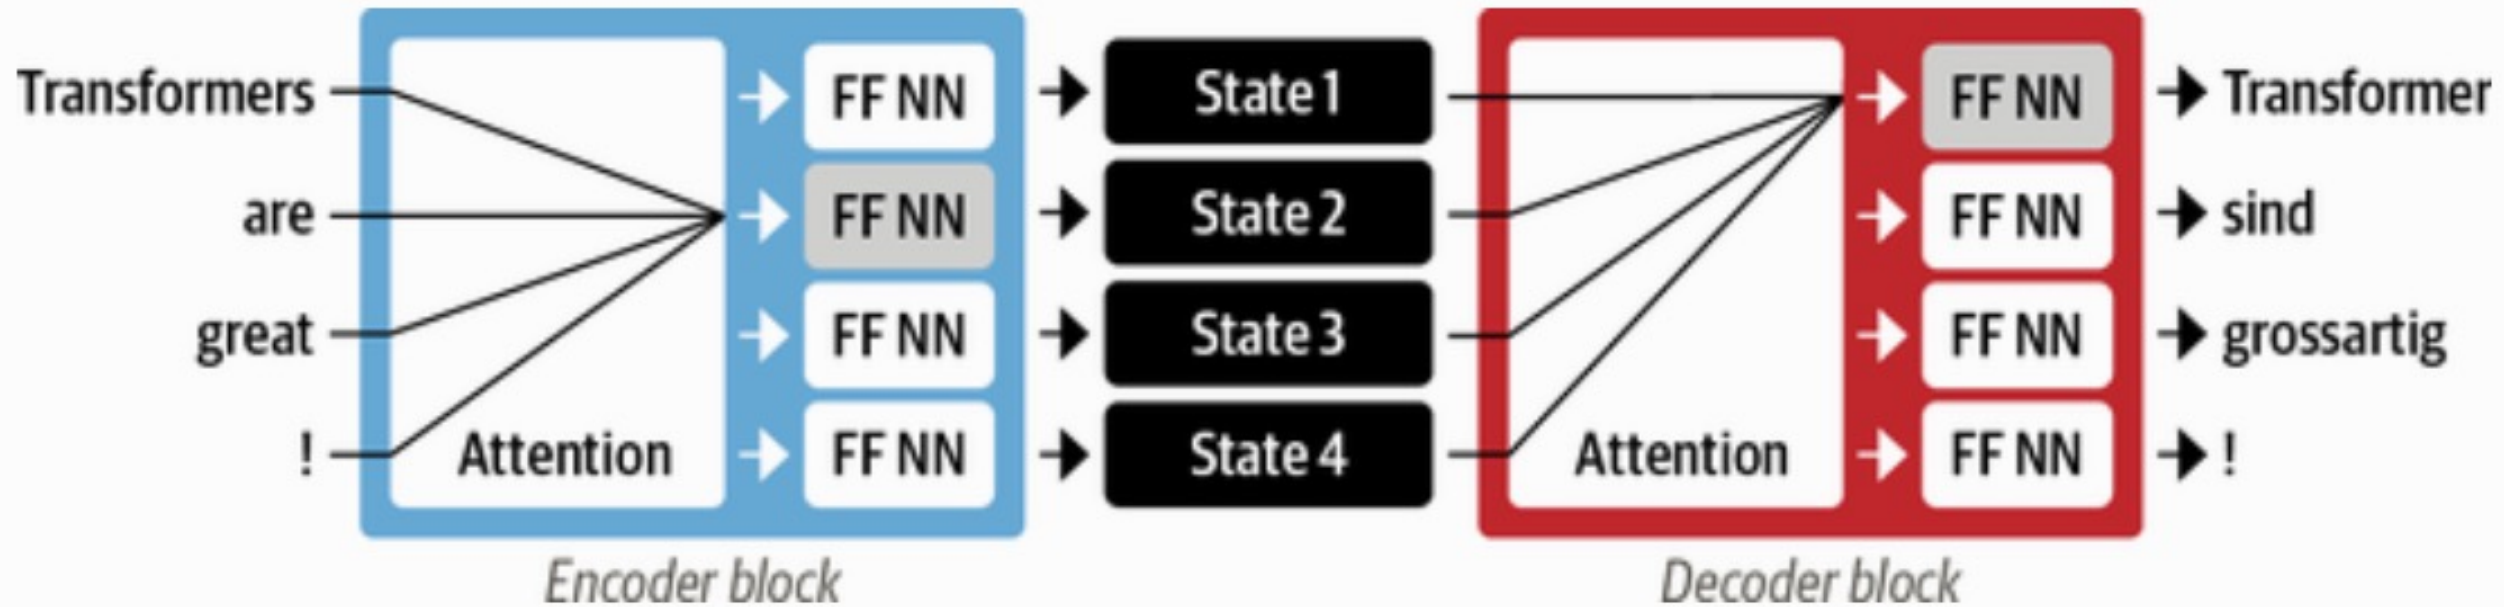 Transformers FF NN State 1 FF NN Transformer
are FF NN State 2 FF NN sind
great FF NN State 3 FF NN grossartig
! Attention FF NN State 4 Attention FF NN !
Encoder block Decoder block